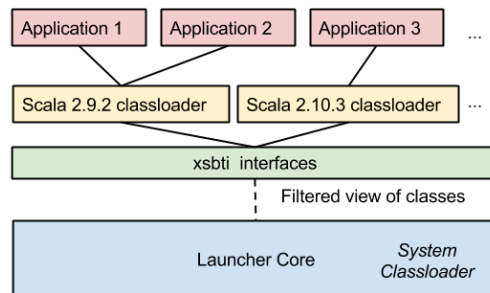 Application 1
Application 2
Application 3
...
Scala 2.9.2 classloader
Scala 2.10.3 classloader
...
xsbti interfaces
Filtered view of classes
Launcher Core
System
Classloader